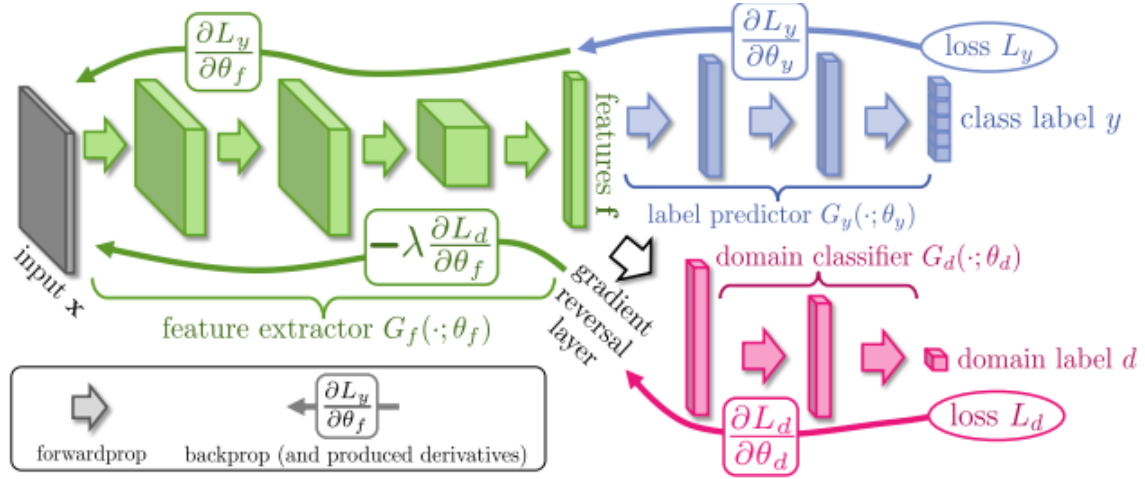 ∂L_y/∂θ_f
∂L_y/∂θ_y
loss L_y
features f
class label y
label predictor G_y(·; θ_y)
input x
−λ ∂L_d/∂θ_f
feature extractor G_f(·; θ_f)
gradient
reversal
layer
domain classifier G_d(·; θ_d)
domain label d
∂L_d/∂θ_d
loss L_d
∂L_y/∂θ_f
forwardprop
backprop (and produced derivatives)